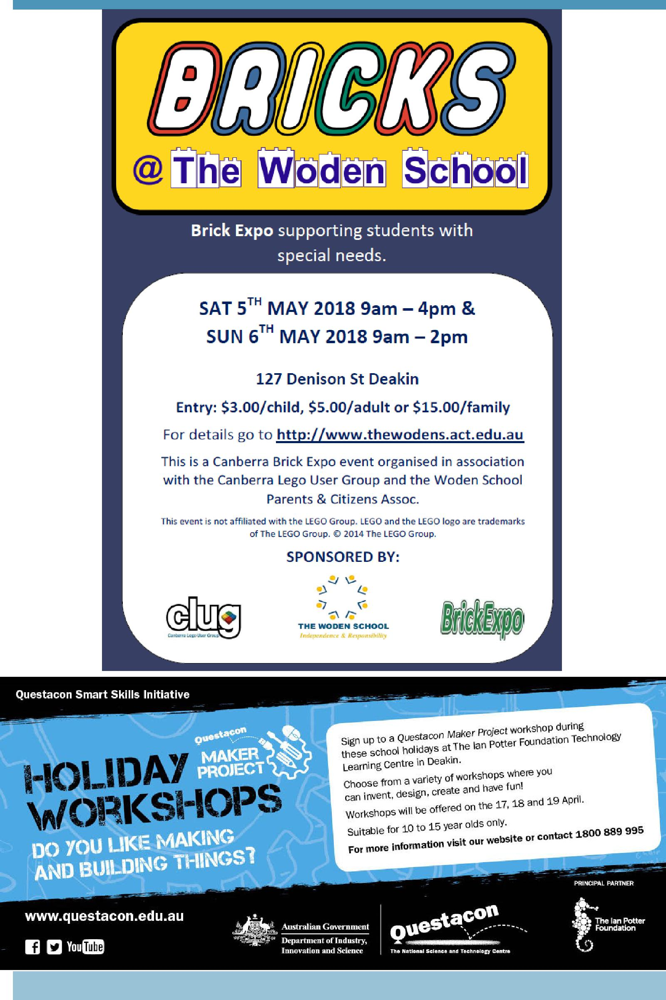 BRICKS
@ The Woden School
Brick Expo supporting students with
special needs.
SAT 5TH MAY 2018 9am – 4pm &
SUN 6TH MAY 2018 9am – 2pm
127 Denison St Deakin
Entry: $3.00/child, $5.00/adult or $15.00/family
For details go to http://www.thewodens.act.edu.au
This is a Canberra Brick Expo event organised in association
with the Canberra Lego User Group and the Woden School
Parents & Citizens Assoc.
This event is not affiliated with the LEGO Group. LEGO and the LEGO logo are trademarks
of The LEGO Group. © 2014 The LEGO Group.
SPONSORED BY:
clug
Canberra Lego User Group
THE WODEN SCHOOL
Independence & Responsibility
BrickExpo
Questacon Smart Skills Initiative
Questacon
MAKER
PROJECT
HOLIDAY
WORKSHOPS
DO YOU LIKE MAKING
AND BUILDING THINGS?
Sign up to a Questacon Maker Project workshop during
these school holidays at The Ian Potter Foundation Technology
Learning Centre in Deakin.
Choose from a variety of workshops where you
can invent, design, create and have fun!
Workshops will be offered on the 17, 18 and 19 April.
Suitable for 10 to 15 year olds only.
For more information visit our website or contact 1800 889 995
www.questacon.edu.au
YouTube
Australian Government
Department of Industry,
Innovation and Science
Questacon
The National Science and Technology Centre
PRINCIPAL PARTNER
The Ian Potter
Foundation